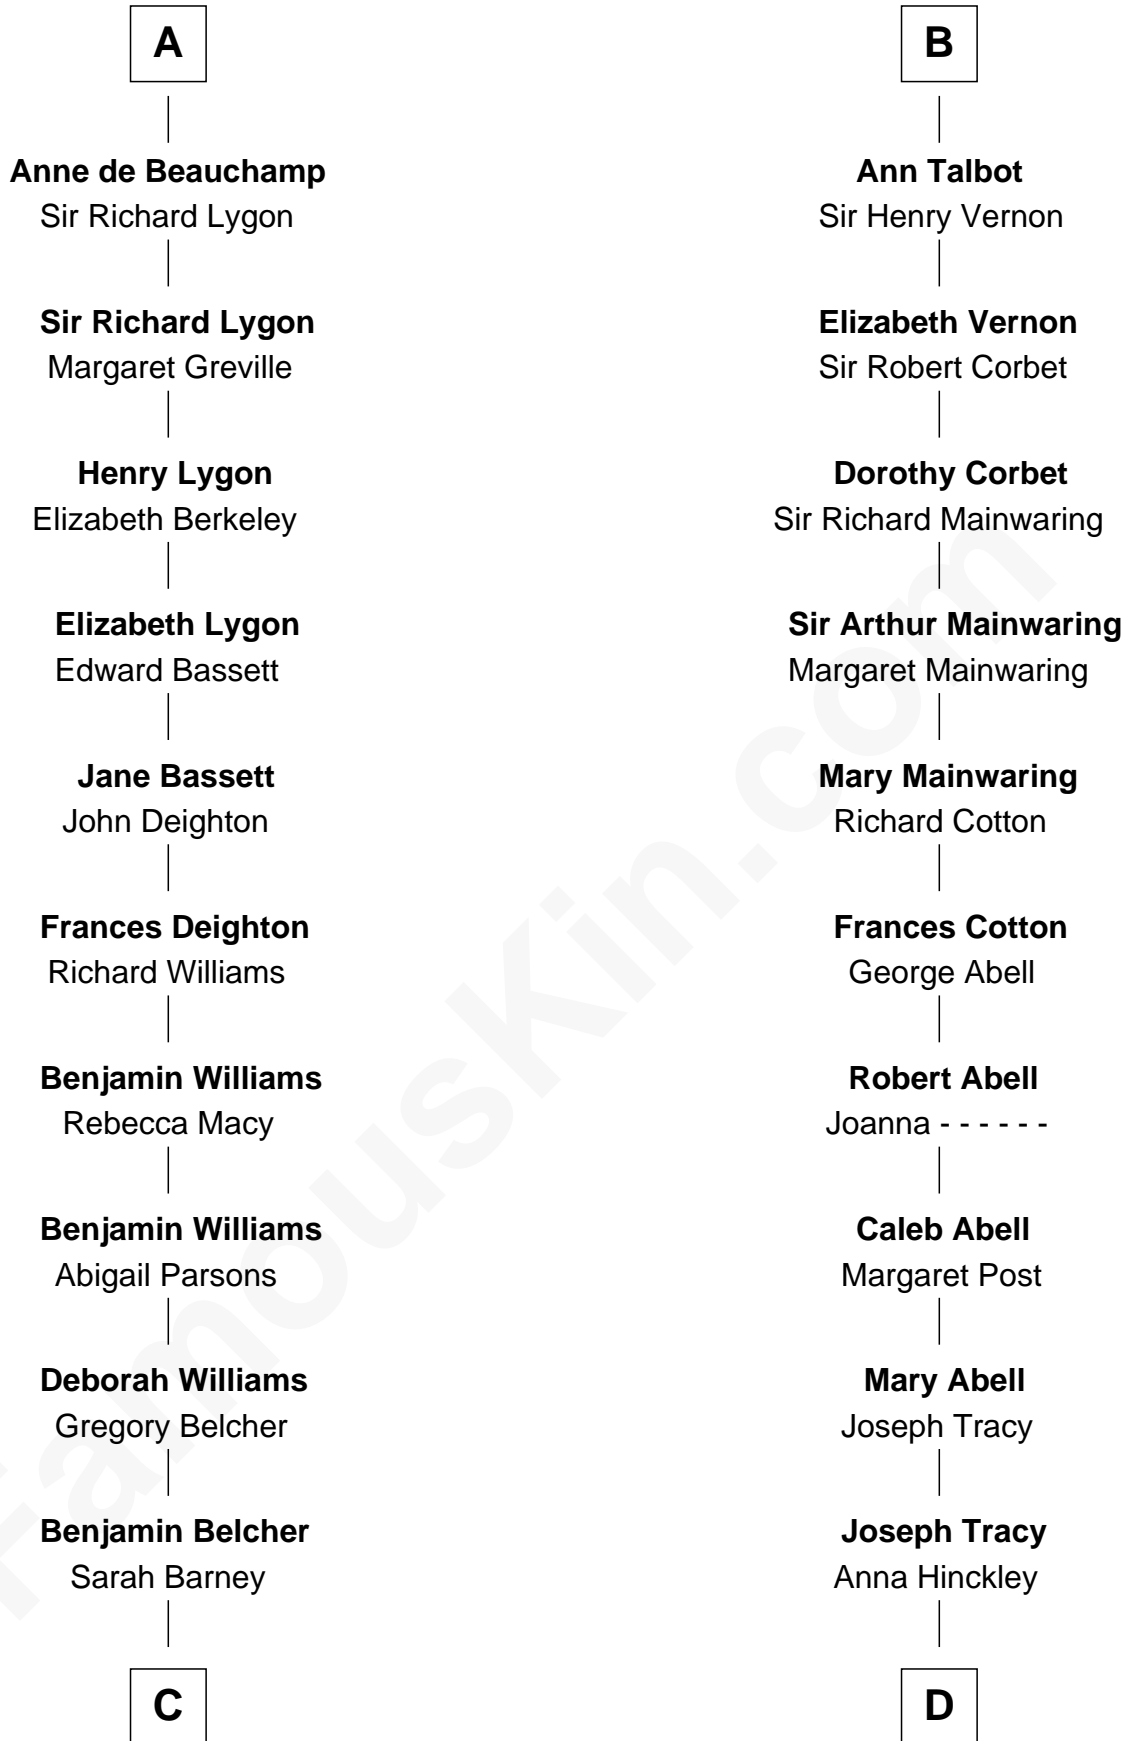 A
Anne de Beauchamp
Sir Richard Lygon
Sir Richard Lygon
Margaret Greville
Henry Lygon
Elizabeth Berkeley
Elizabeth Lygon
Edward Bassett
Jane Bassett
John Deighton
Frances Deighton
Richard Williams
Benjamin Williams
Rebecca Macy
Benjamin Williams
Abigail Parsons
Deborah Williams
Gregory Belcher
Benjamin Belcher
Sarah Barney
C
B
Ann Talbot
Sir Henry Vernon
Elizabeth Vernon
Sir Robert Corbet
Dorothy Corbet
Sir Richard Mainwaring
Sir Arthur Mainwaring
Margaret Mainwaring
Mary Mainwaring
Richard Cotton
Frances Cotton
George Abell
Robert Abell
Joanna - - - - - -
Caleb Abell
Margaret Post
Mary Abell
Joseph Tracy
Joseph Tracy
Anna Hinckley
D
FamousKin.com